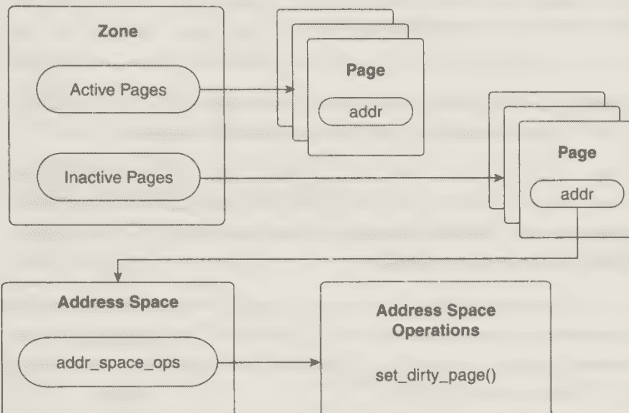 Zone
Active Pages
Page
addr
Inactive Pages
Page
addr
Address Space
addr_space_ops
Address Space
Operations
set_dirty_page()